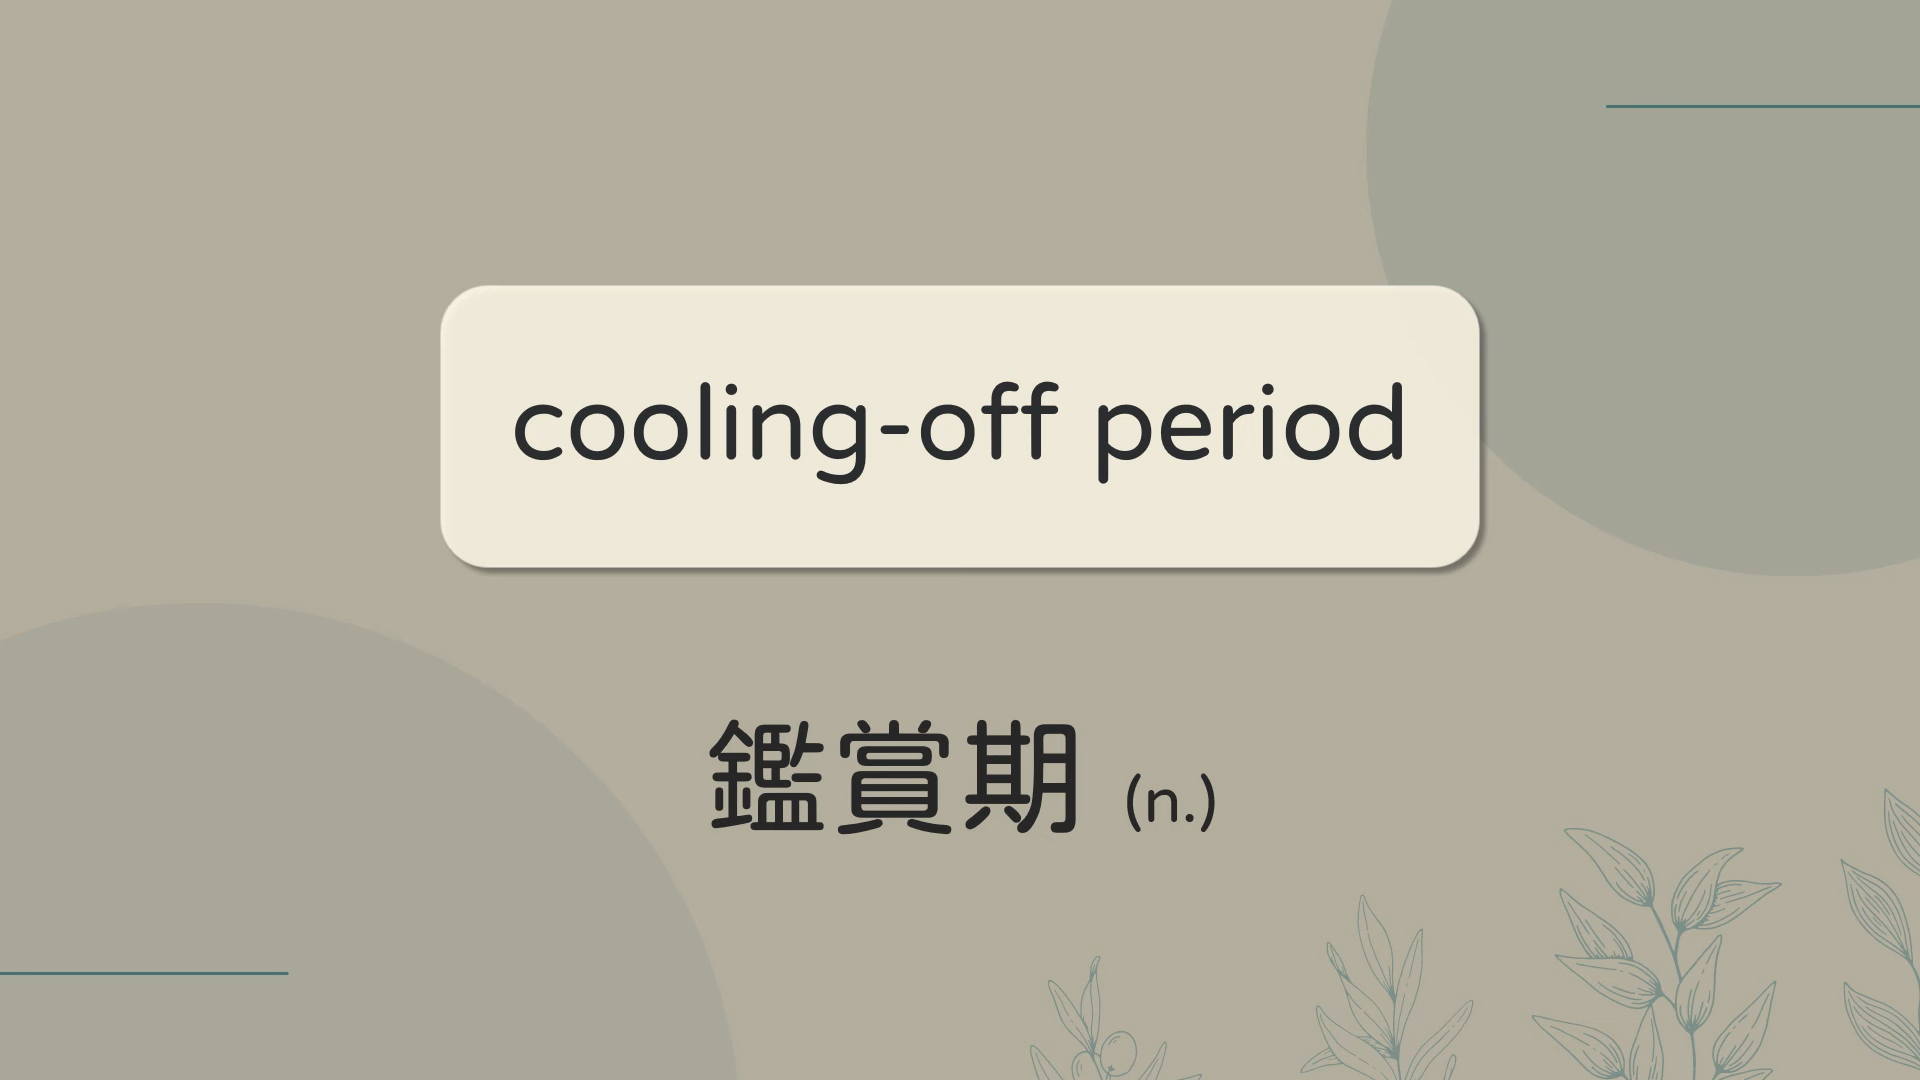 cooling-off period
鑑賞期 (n.)